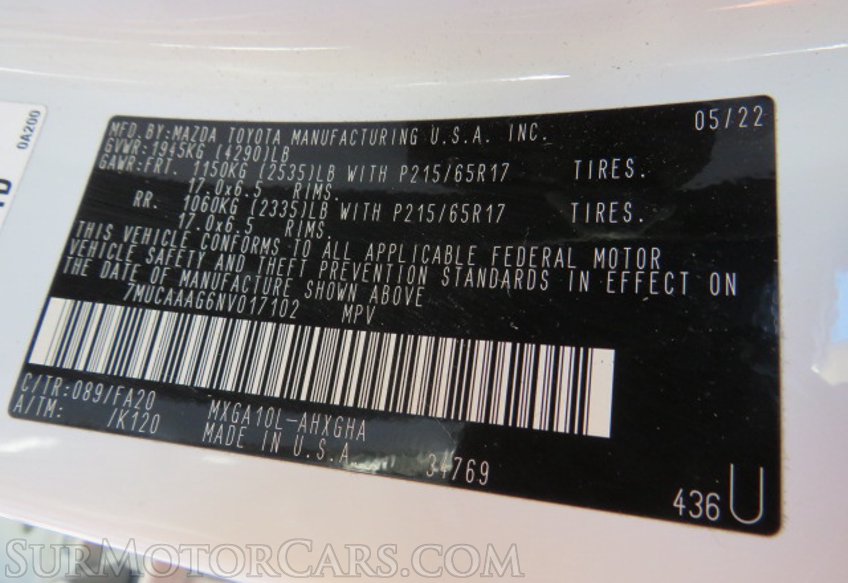 0A200
MFD.BY:MAZDA TOYOTA MANUFACTURING U.S.A. INC. 05/22
GVWR:1945KG (4290)LB
GAWR:FRT. 1150KG (2535)LB WITH P215/65R17 TIRES.
17.0x6.5 RIMS.
RR. 1060KG (2335)LB WITH P215/65R17 TIRES.
17.0x6.5 RIMS.
THIS VEHICLE CONFORMS TO ALL APPLICABLE FEDERAL MOTOR
VEHICLE SAFETY AND THEFT PREVENTION STANDARDS IN EFFECT ON
THE DATE OF MANUFACTURE SHOWN ABOVE
7MUCAAAG6NV017102 MPV
C/TR:089/FA20 MXGA10L-AHXGHA
A/TM: /K120 MADE IN U.S.A. 34769
436 U
SURMOTORCARS.COM